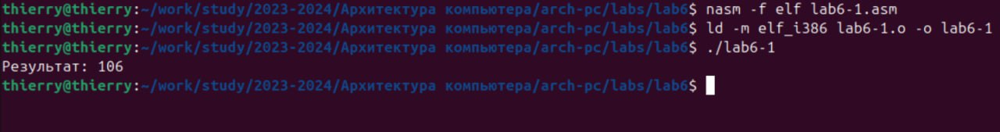 thierry@thierry:~/work/study/2023-2024/Архитектура компьютера/arch-pc/labs/lab6$ nasm -f elf lab6-1.asm
thierry@thierry:~/work/study/2023-2024/Архитектура компьютера/arch-pc/labs/lab6$ ld -m elf_i386 lab6-1.o -o lab6-1
thierry@thierry:~/work/study/2023-2024/Архитектура компьютера/arch-pc/labs/lab6$ ./lab6-1
Результат: 106
thierry@thierry:~/work/study/2023-2024/Архитектура компьютера/arch-pc/labs/lab6$